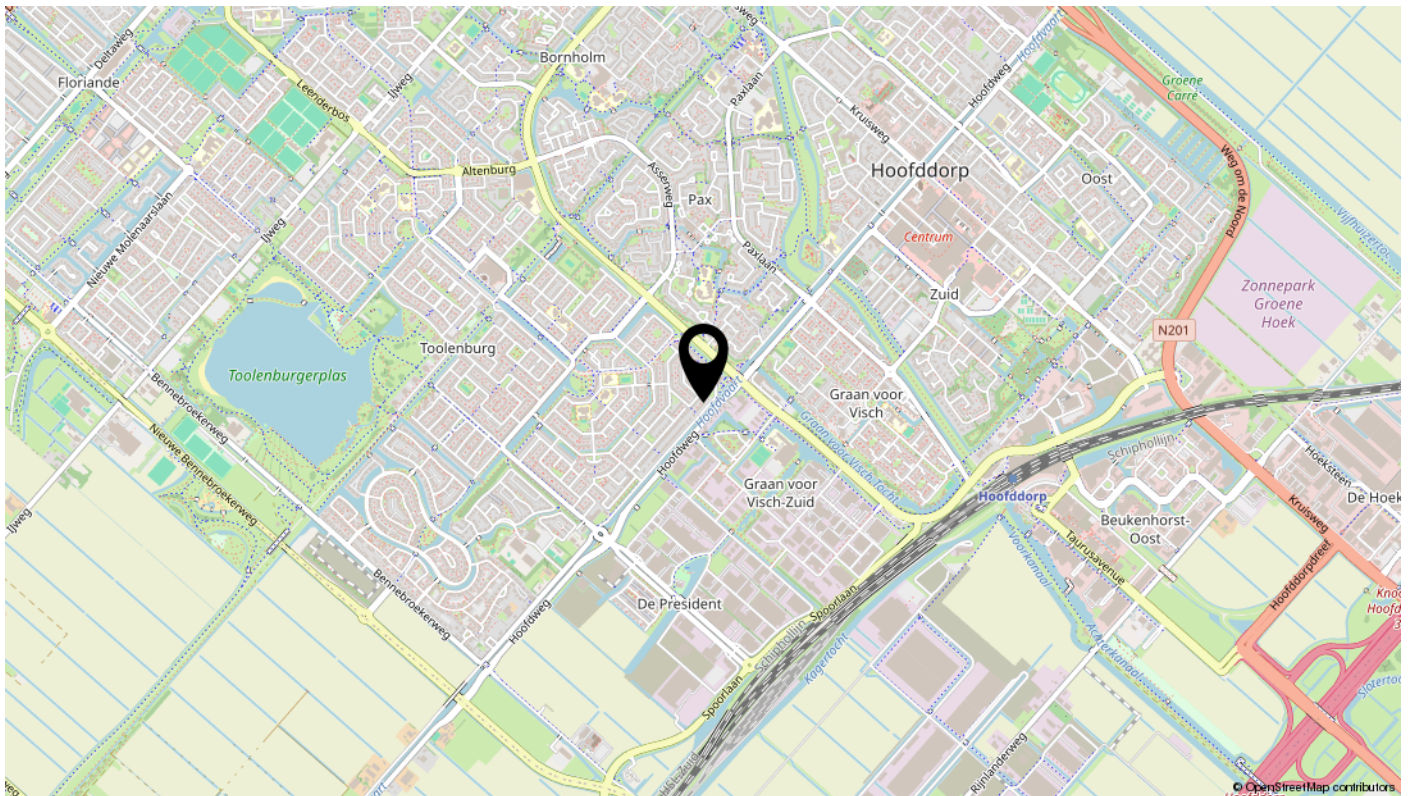 Deltaweg
Floriande
IJweg
Bornholm
Leenderbos
Paxlaan
Hoofdweg
Hoofdvaart
Groene
Carré
Kruisweg
Hoofddorp
Oost
Weg om de Noord
Altenburg
Asserweg
Pax
Nieuwe Molenaarslaan
IJweg
Centrum
Paxlaan
Zuid
Zonnepark
Groene
Hoek
N201
Toolenburg
Toolenburgerplas
Bennebroekerweg
Hoofdvaart
Graan voor
Visch
Graan voor Visch Tocht
Nieuwe Bennebroekerweg
Hoofdweg
Schiphollijn
Hoeksteen
De Hoek
Graan voor
Visch-Zuid
Hoofddorp
Kruisweg
IJweg
Beukenhorst-
Oost
Voorkanaal
Taurusavenue
Hoofddorpdreef
Bennebroekerweg
Hoofdweg
De President
Spoorlaan
Schiphollijn
Kagertocht
Achterkanaal
Spoorlaan
Rijnlanderweg
© OpenStreetMap contributors